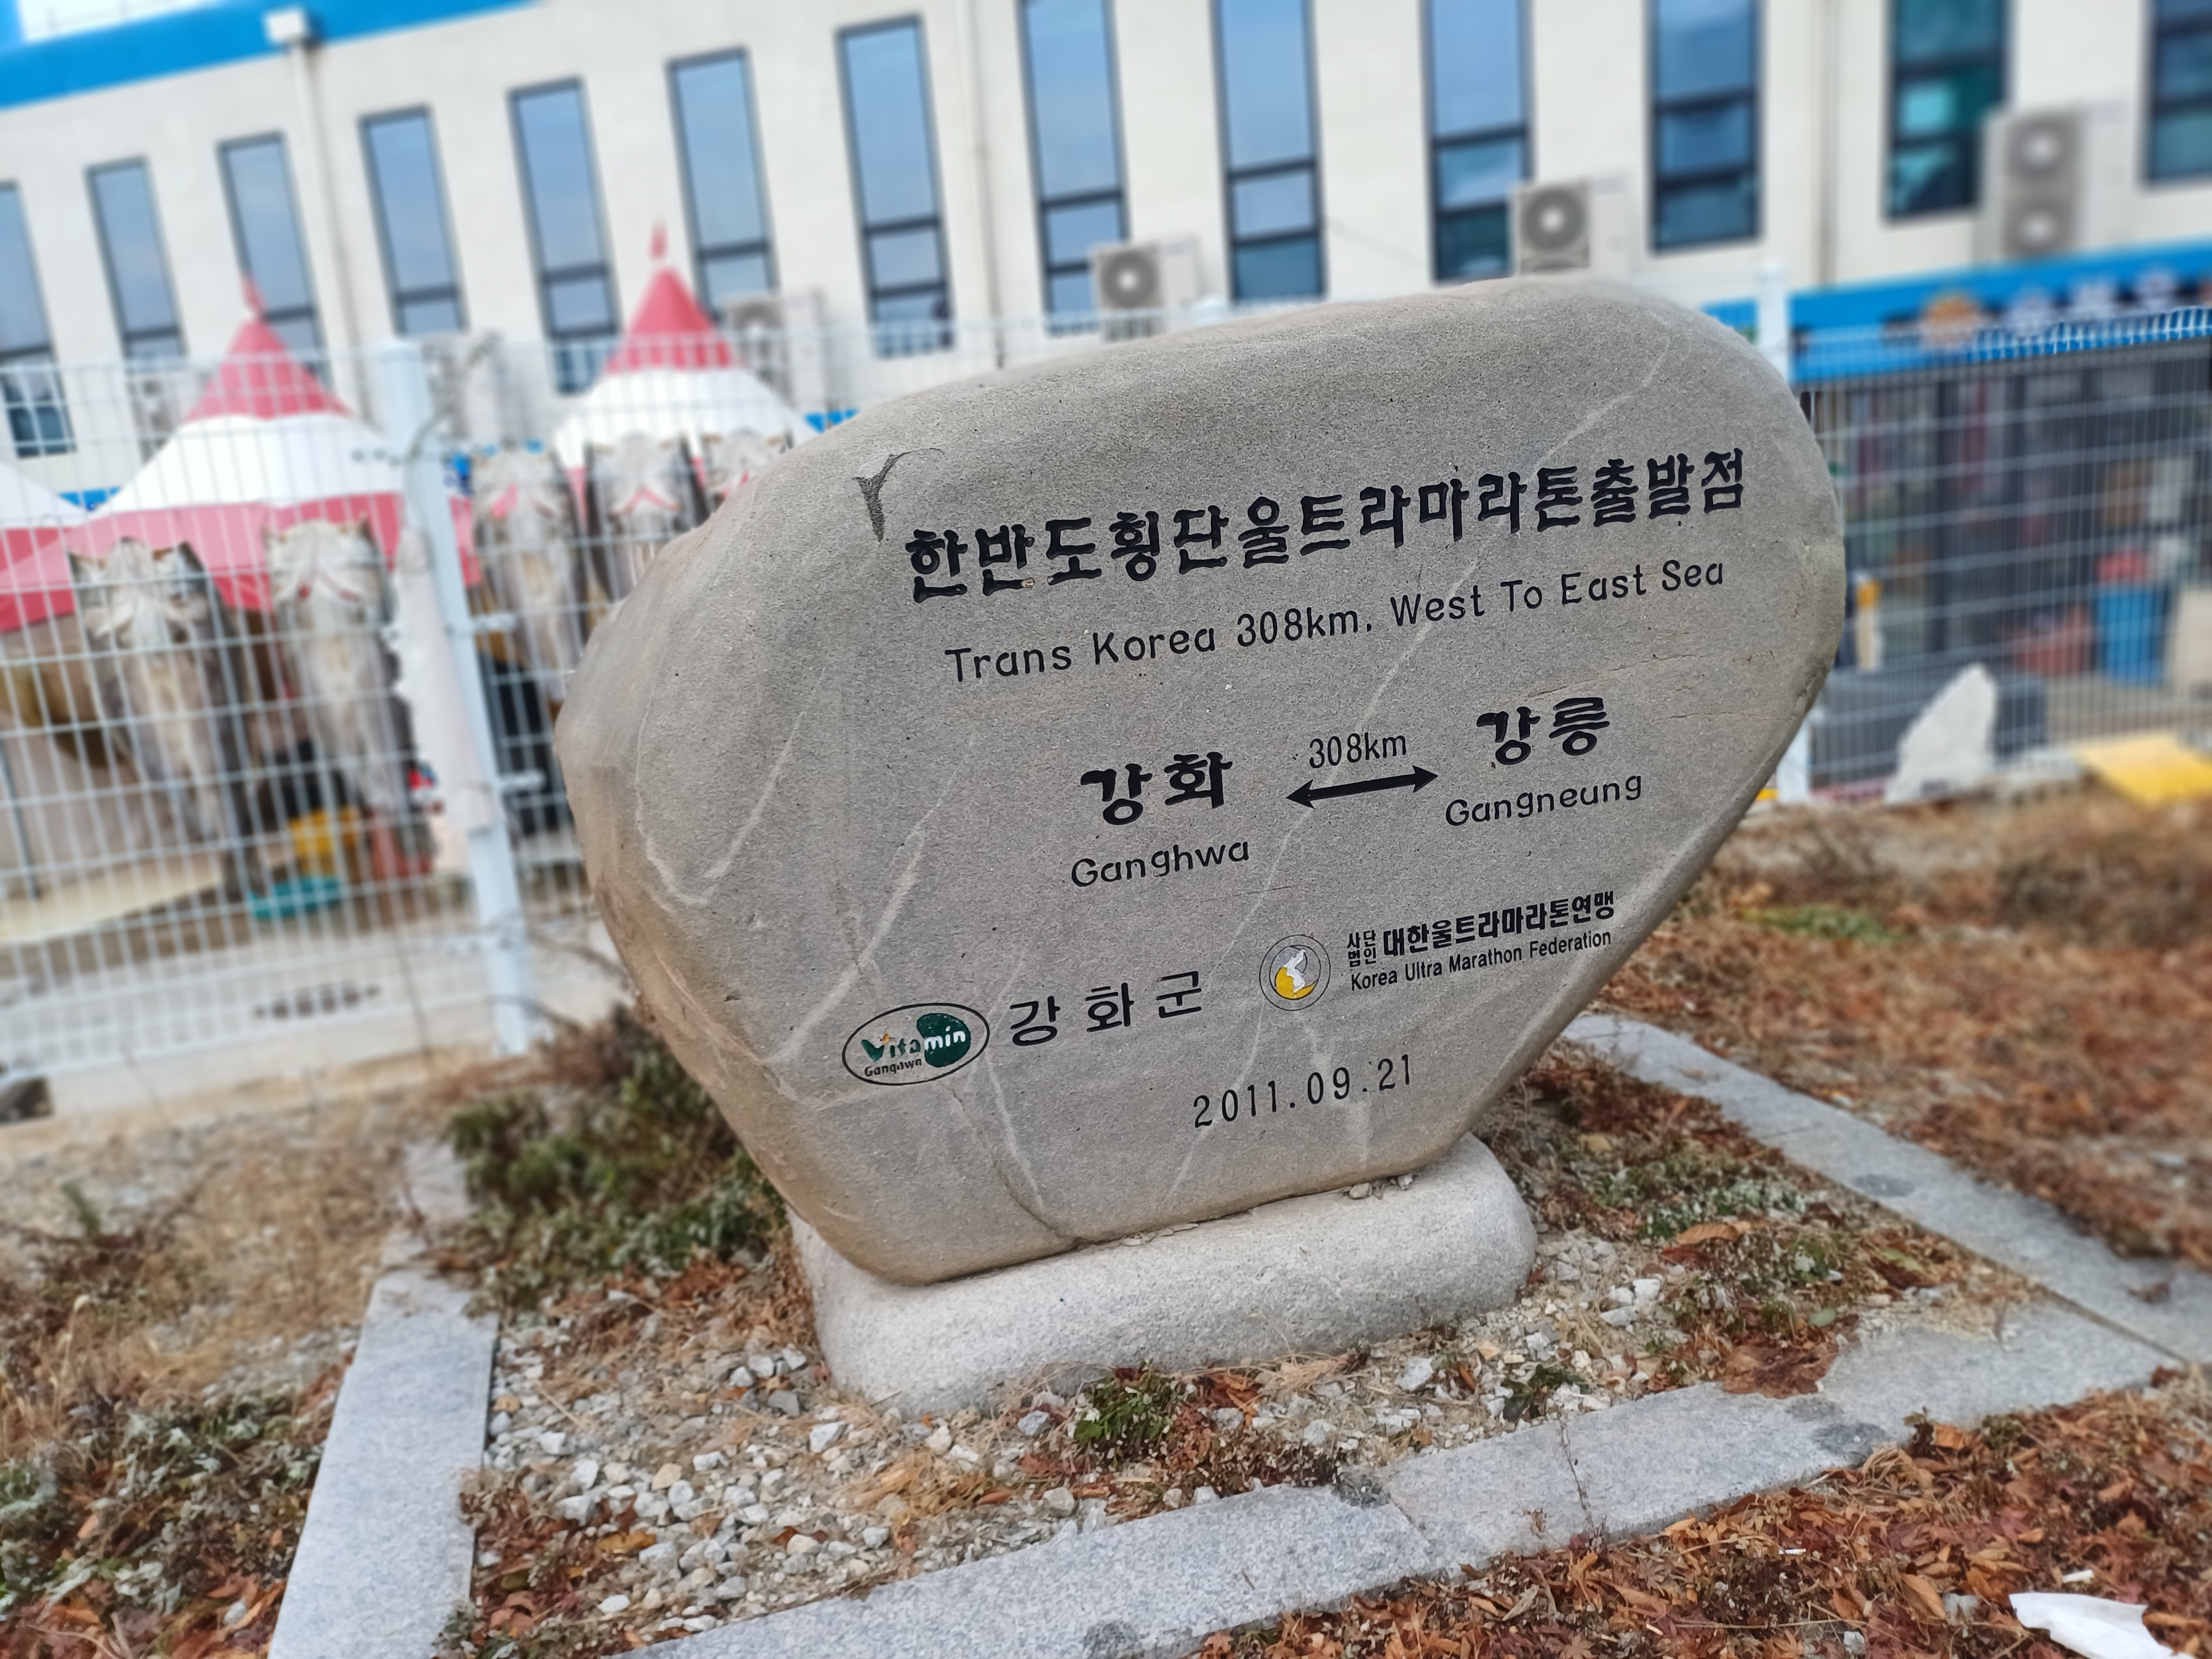 한반도횡단울트라마라톤출발점
Trans Korea 308km, West To East Sea
강화 308km 강릉
Ganghwa Gangneung
Vitamin
Ganghwa
강화군
사단법인 대한울트라마라톤연맹
Korea Ultra Marathon Federation
2011.09.21